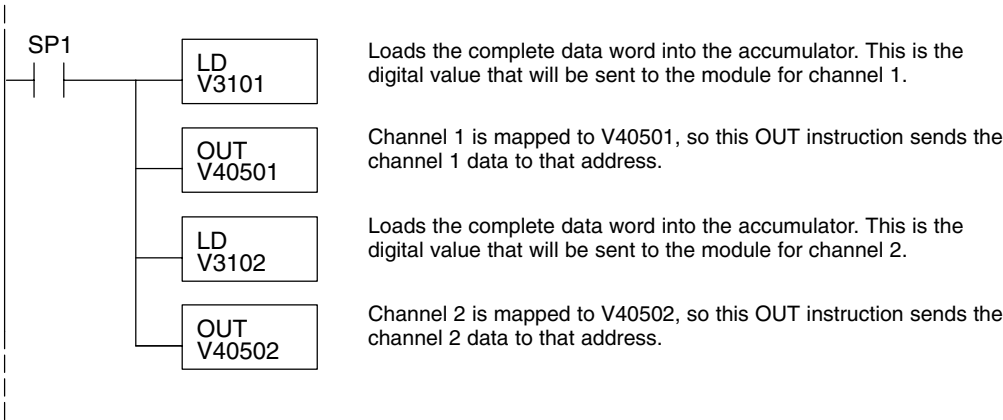 SP1
LD
V3101
Loads the complete data word into the accumulator. This is the
digital value that will be sent to the module for channel 1.
OUT
V40501
Channel 1 is mapped to V40501, so this OUT instruction sends the
channel 1 data to that address.
LD
V3102
Loads the complete data word into the accumulator. This is the
digital value that will be sent to the module for channel 2.
OUT
V40502
Channel 2 is mapped to V40502, so this OUT instruction sends the
channel 2 data to that address.